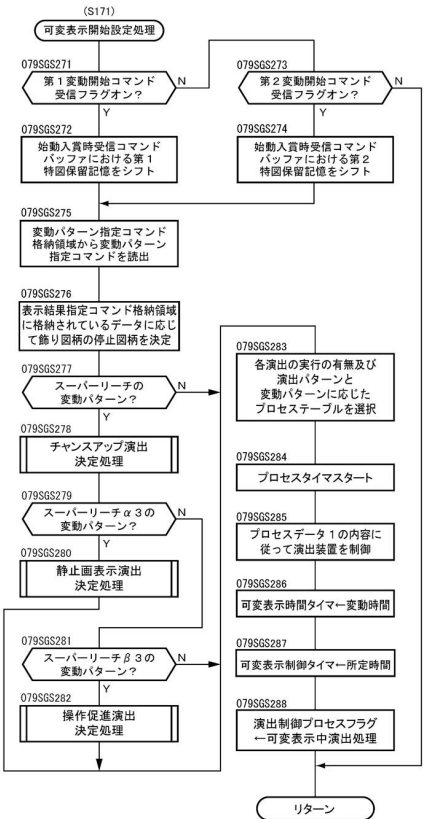 (S171)
可変表示開始設定処理
079SGS271
第1変動開始コマンド
受信フラグオン?
N
Y
079SGS273
第2変動開始コマンド
受信フラグオン?
N
Y
079SGS272
始動入賞時受信コマンド
バッファにおける第1
特図保留記憶をシフト
079SGS274
始動入賞時受信コマンド
バッファにおける第2
特図保留記憶をシフト
079SGS275
変動パターン指定コマンド
格納領域から変動パターン
指定コマンドを読出
079SGS276
表示結果指定コマンド格納領域
に格納されているデータに応じ
て飾り図柄の停止図柄を決定
079SGS277
スーパーリーチの
変動パターン?
N
Y
079SGS278
チャンスアップ演出
決定処理
079SGS279
スーパーリーチα3の
変動パターン?
N
Y
079SGS280
静止画表示演出
決定処理
079SGS281
スーパーリーチβ3の
変動パターン?
N
Y
079SGS282
操作促進演出
決定処理
079SGS283
各演出の実行の有無及び
演出パターンと
変動パターンに応じた
プロセステーブルを選択
079SGS284
プロセスタイマスタート
079SGS285
プロセスデータ1の内容に
従って演出装置を制御
079SGS286
可変表示時間タイマ←変動時間
079SGS287
可変表示制御タイマ←所定時間
079SGS288
演出制御プロセスフラグ
←可変表示中演出処理
リターン